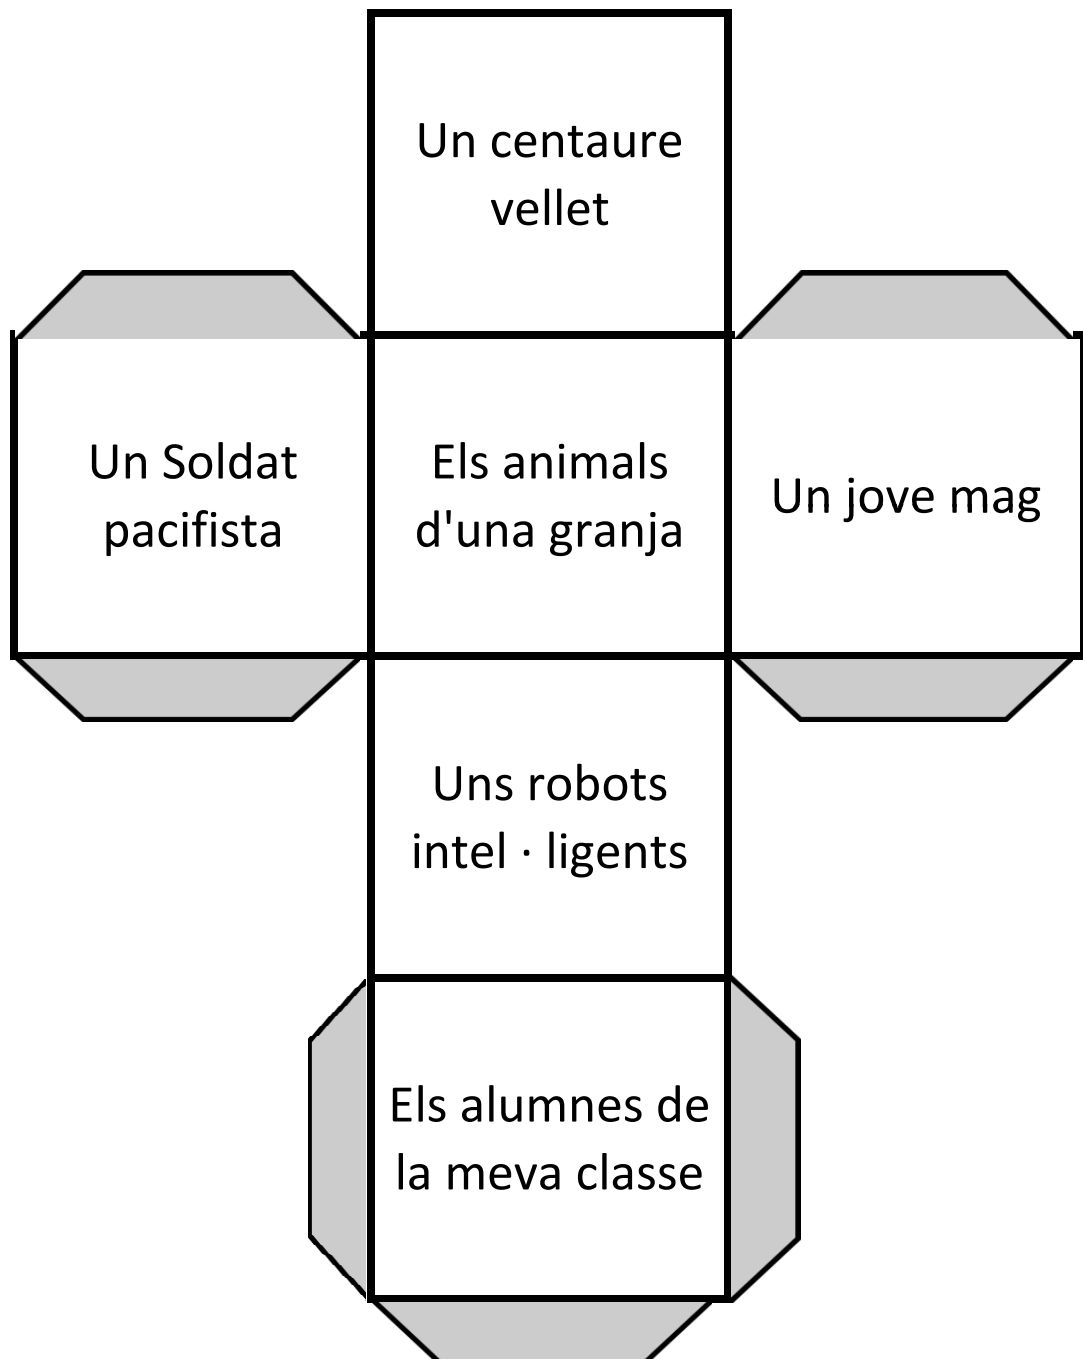 Un centaure
vellet
Un Soldat
pacifista
Els animals
d'una granja
Un jove mag
Uns robots
intel · ligents
Els alumnes de
la meva classe